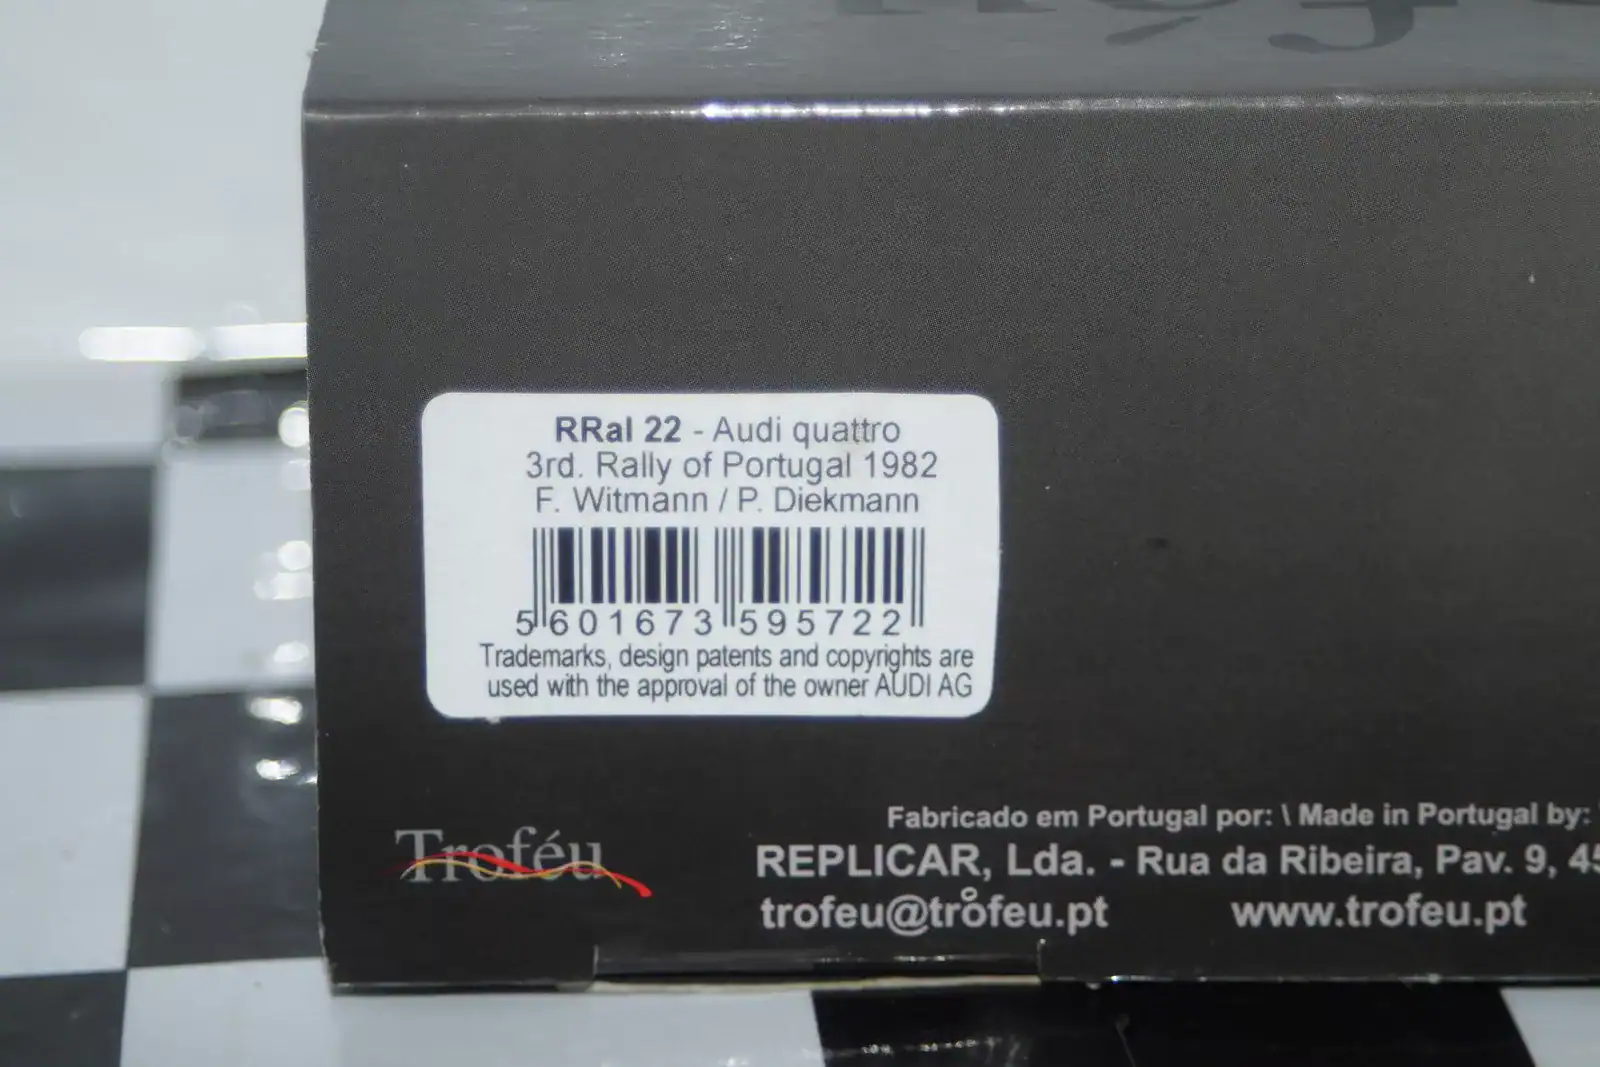 RRal 22 - Audi quattro
3rd. Rally of Portugal 1982
F. Witmann / P. Diekmann
5 601673 595722
Trademarks, design patents and copyrights are
used with the approval of the owner AUDI AG
Fabricado em Portugal por: \ Made in Portugal by:
Troféu
REPLICAR, Lda. - Rua da Ribeira, Pav. 9, 45
trofeu@trofeu.pt www.trofeu.pt